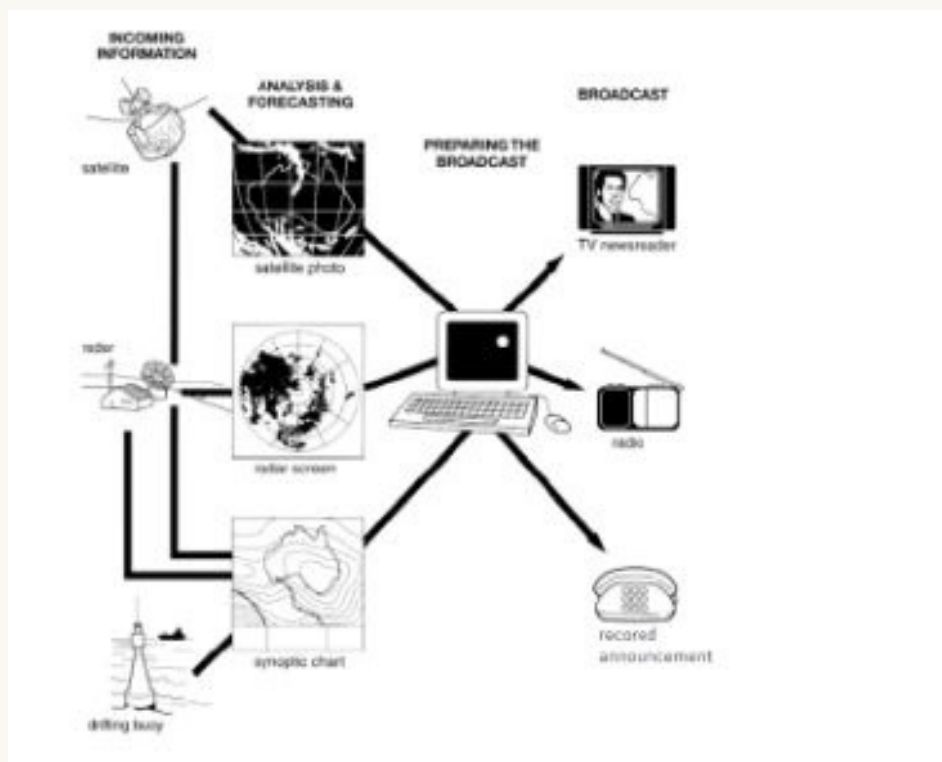 INCOMING
INFORMATION
ANALYSIS &
FORECASTING
PREPARING THE
BROADCAST
BROADCAST
satellite
satellite photo
TV newsreader
radar
radar screen
radio
synoptic chart
drifting buoy
recored
announcement